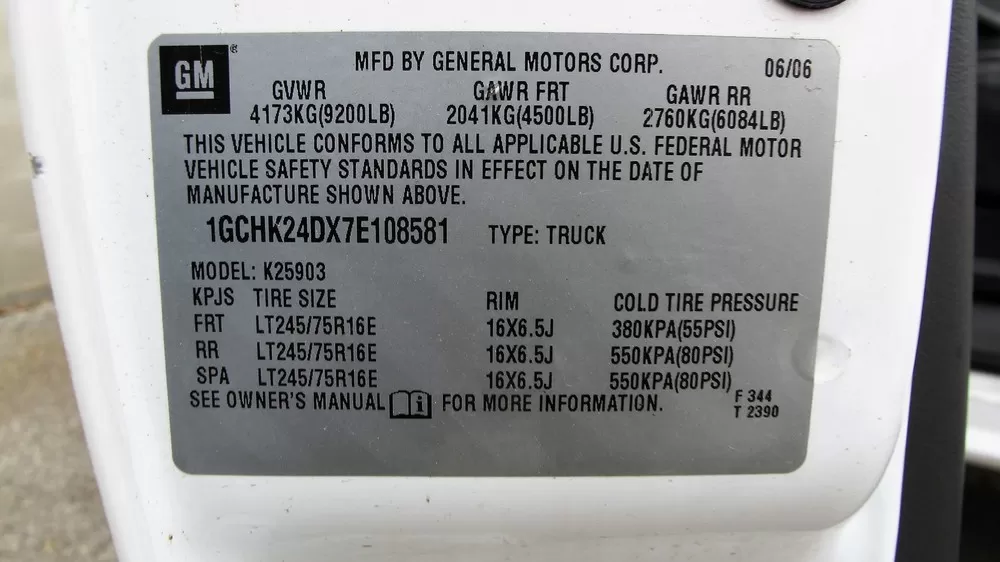 GM®
MFD BY GENERAL MOTORS CORP. 06/06
GVWR GAWR FRT GAWR RR
4173KG(9200LB) 2041KG(4500LB) 2760KG(6084LB)
THIS VEHICLE CONFORMS TO ALL APPLICABLE U.S. FEDERAL MOTOR
VEHICLE SAFETY STANDARDS IN EFFECT ON THE DATE OF
MANUFACTURE SHOWN ABOVE.
1GCHK24DX7E108581 TYPE: TRUCK
MODEL: K25903
KPJS TIRE SIZE RIM COLD TIRE PRESSURE
FRT LT245/75R16E 16X6.5J 380KPA(55PSI)
RR LT245/75R16E 16X6.5J 550KPA(80PSI)
SPA LT245/75R16E 16X6.5J 550KPA(80PSI)
SEE OWNER'S MANUAL i FOR MORE INFORMATION. F 344
T 2390